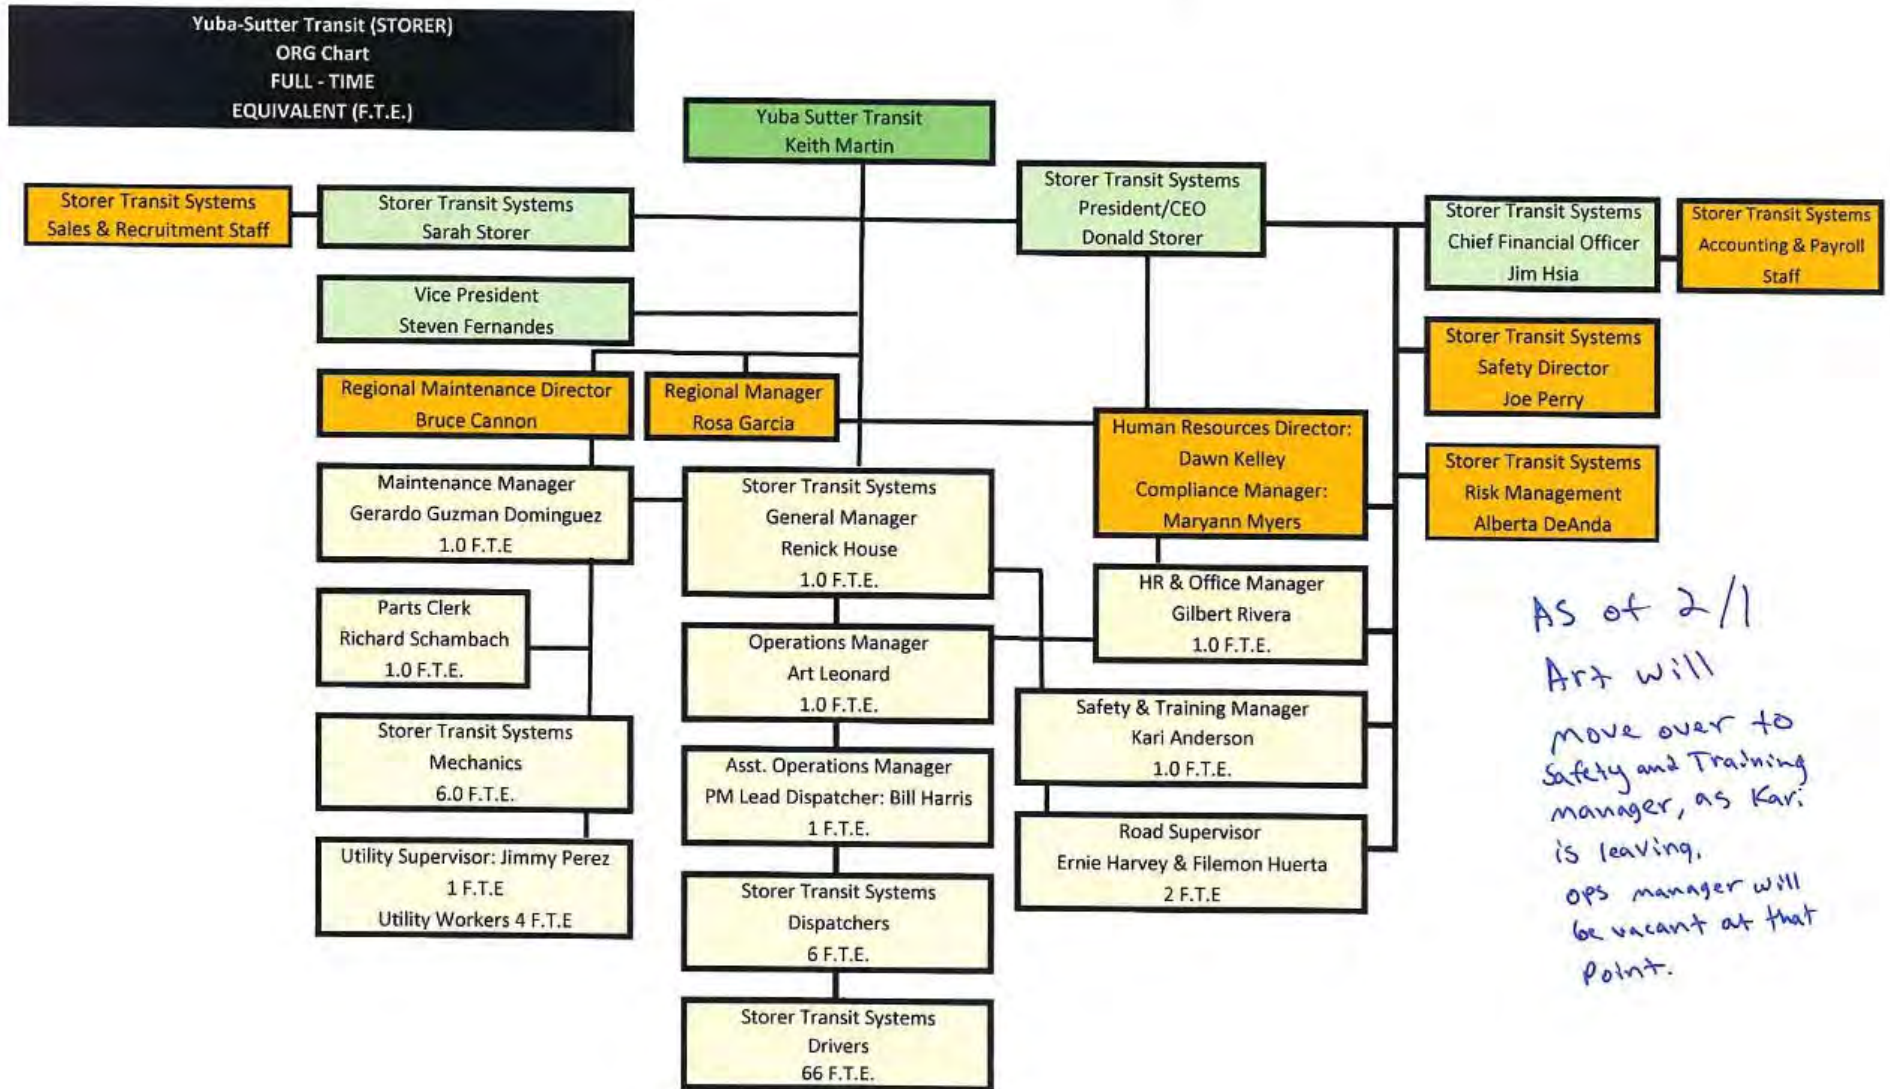 Yuba-Sutter Transit (STORER)
ORG Chart
FULL - TIME
EQUIVALENT (F.T.E.)
Yuba Sutter Transit
Keith Martin
Storer Transit Systems
Sales & Recruitment Staff
Storer Transit Systems
Sarah Storer
Storer Transit Systems
President/CEO
Donald Storer
Storer Transit Systems
Chief Financial Officer
Jim Hsia
Storer Transit Systems
Accounting & Payroll
Staff
Vice President
Steven Fernandes
Storer Transit Systems
Safety Director
Joe Perry
Regional Maintenance Director
Bruce Cannon
Regional Manager
Rosa Garcia
Human Resources Director:
Dawn Kelley
Compliance Manager:
Maryann Myers
Storer Transit Systems
Risk Management
Alberta DeAnda
Maintenance Manager
Gerardo Guzman Dominguez
1.0 F.T.E
Storer Transit Systems
General Manager
Renick House
1.0 F.T.E.
HR & Office Manager
Gilbert Rivera
1.0 F.T.E.
Parts Clerk
Richard Schambach
1.0 F.T.E.
Operations Manager
Art Leonard
1.0 F.T.E.
Safety & Training Manager
Kari Anderson
1.0 F.T.E.
Storer Transit Systems
Mechanics
6.0 F.T.E.
Asst. Operations Manager
PM Lead Dispatcher: Bill Harris
1 F.T.E.
Road Supervisor
Ernie Harvey & Filemon Huerta
2 F.T.E
Utility Supervisor: Jimmy Perez
1 F.T.E
Utility Workers 4 F.T.E
Storer Transit Systems
Dispatchers
6 F.T.E.
Storer Transit Systems
Drivers
66 F.T.E.
AS of 2/1
Art will
move over to
Safety and Training
manager, as Kari
is leaving.
ops manager will
be vacant at that
point.